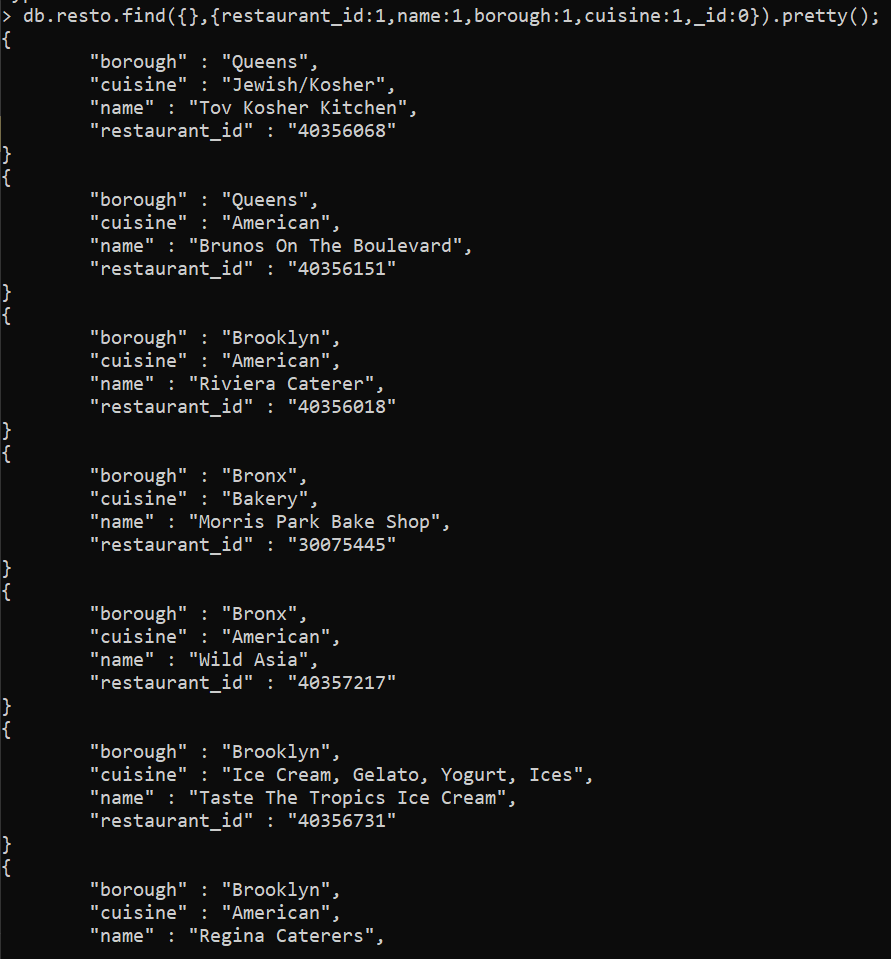 > db.resto.find({},{restaurant_id:1,name:1,borough:1,cuisine:1,_id:0}).pretty();
{
        "borough" : "Queens",
        "cuisine" : "Jewish/Kosher",
        "name" : "Tov Kosher Kitchen",
        "restaurant_id" : "40356068"
}
{
        "borough" : "Queens",
        "cuisine" : "American",
        "name" : "Brunos On The Boulevard",
        "restaurant_id" : "40356151"
}
{
        "borough" : "Brooklyn",
        "cuisine" : "American",
        "name" : "Riviera Caterer",
        "restaurant_id" : "40356018"
}
{
        "borough" : "Bronx",
        "cuisine" : "Bakery",
        "name" : "Morris Park Bake Shop",
        "restaurant_id" : "30075445"
}
{
        "borough" : "Bronx",
        "cuisine" : "American",
        "name" : "Wild Asia",
        "restaurant_id" : "40357217"
}
{
        "borough" : "Brooklyn",
        "cuisine" : "Ice Cream, Gelato, Yogurt, Ices",
        "name" : "Taste The Tropics Ice Cream",
        "restaurant_id" : "40356731"
}
{
        "borough" : "Brooklyn",
        "cuisine" : "American",
        "name" : "Regina Caterers",